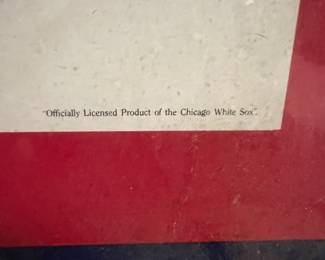 "Officially Licensed Product of the Chicago White Sox".